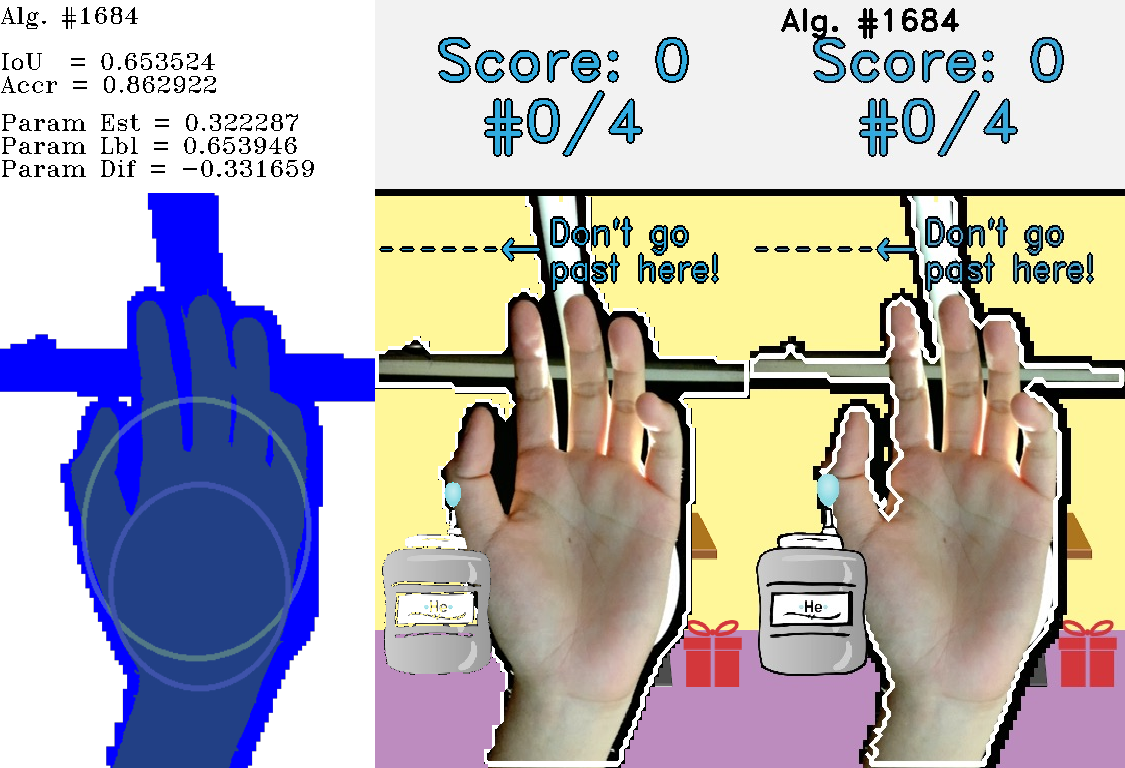 Alg. #1684
IoU = 0.653524
Accr = 0.862922
Param Est = 0.322287
Param Lbl = 0.653946
Param Dif = −0.331659
Score: 0
#0/4
Don't go
past here!
He
Alg. #1684
Score: 0
#0/4
Don't go
past here!
He